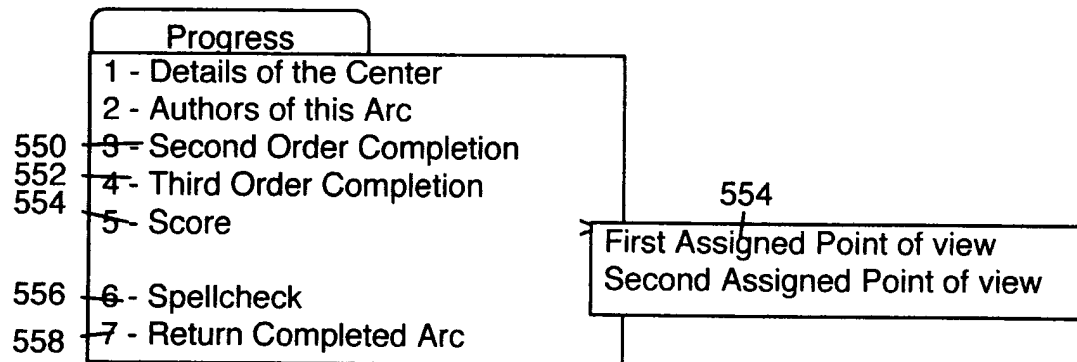 Progress
1 - Details of the Center
2 - Authors of this Arc
550 3 - Second Order Completion
552 4 - Third Order Completion
554 5 - Score
554
First Assigned Point of view
Second Assigned Point of view
556 6 - Spellcheck
558 7 - Return Completed Arc